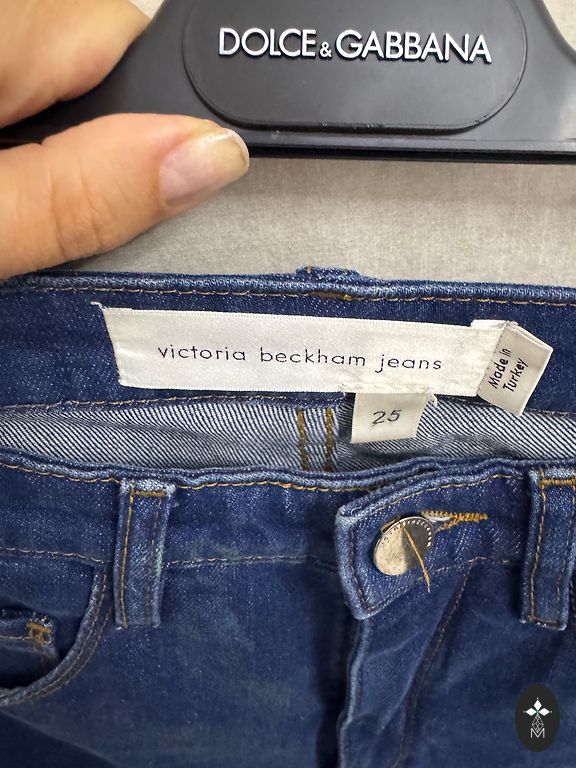 DOLCE & GABBANA
victoria beckham jeans
Made in
Turkey
25
M